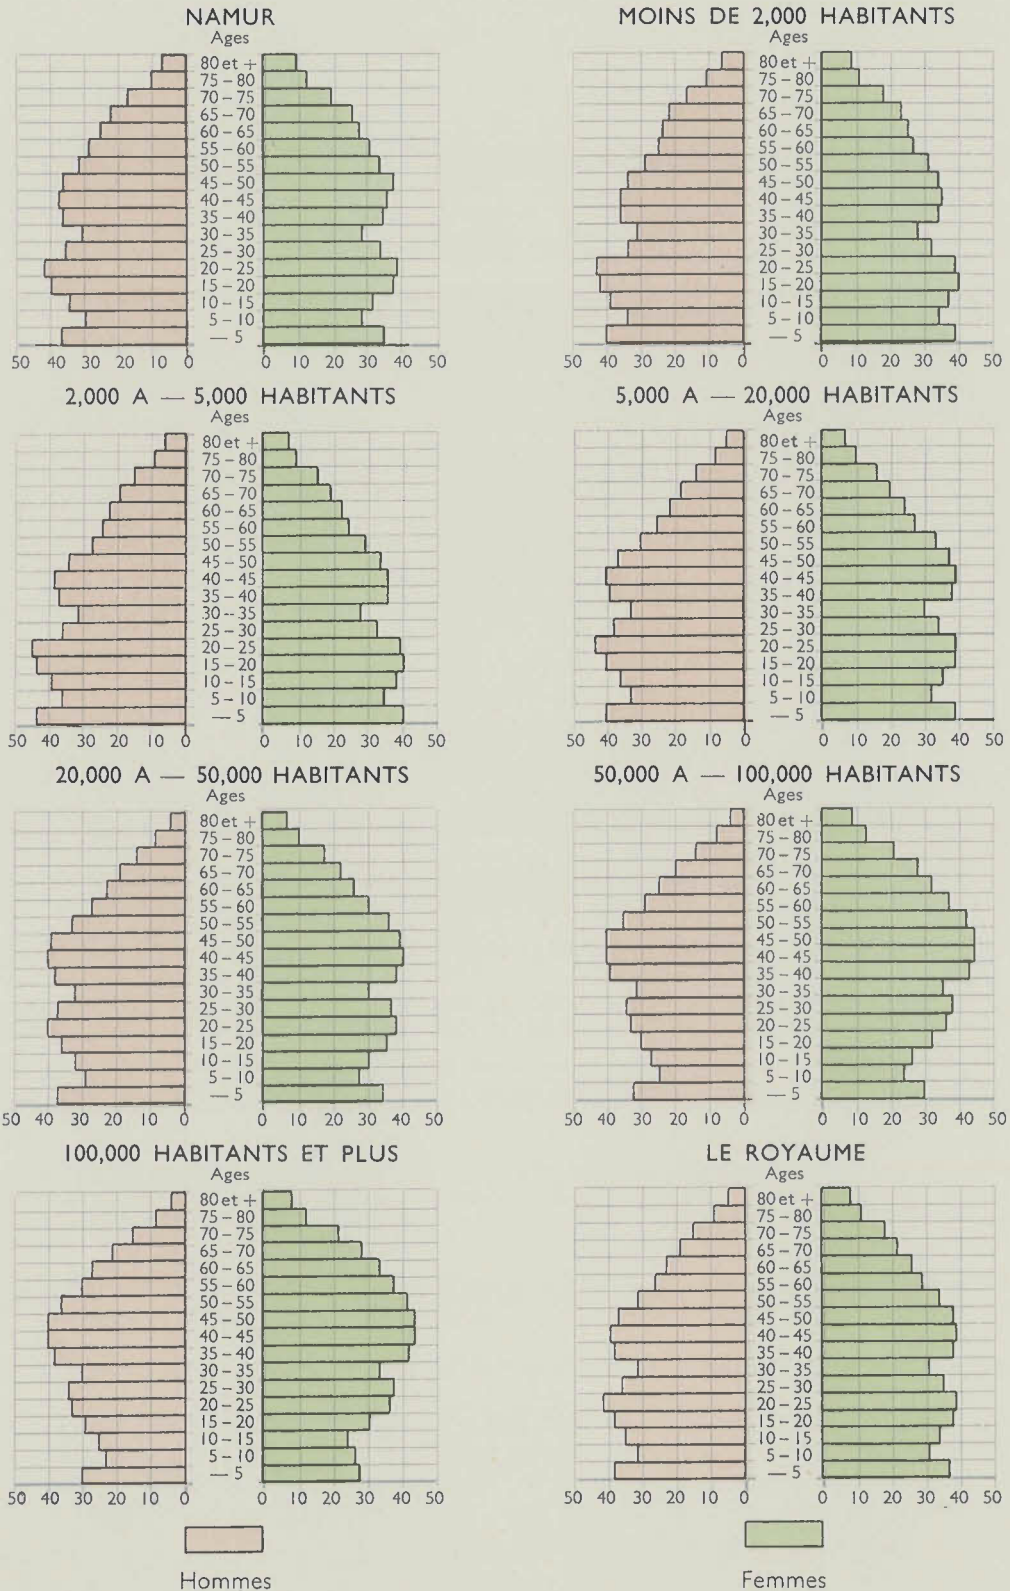 NAMUR
Ages
80 et +
75 – 80
70 – 75
65 – 70
60 – 65
55 – 60
50 – 55
45 – 50
40 – 45
35 – 40
30 – 35
25 – 30
20 – 25
15 – 20
10 – 15
5 – 10
— 5
50 40 30 20 10 0 0 10 20 30 40 50
MOINS DE 2,000 HABITANTS
Ages
80 et +
75 – 80
70 – 75
65 – 70
60 – 65
55 – 60
50 – 55
45 – 50
40 – 45
35 – 40
30 – 35
25 – 30
20 – 25
15 – 20
10 – 15
5 – 10
— 5
50 40 30 20 10 0 0 10 20 30 40 50
2,000 A — 5,000 HABITANTS
Ages
80 et +
75 – 80
70 – 75
65 – 70
60 – 65
55 – 60
50 – 55
45 – 50
40 – 45
35 – 40
30 – 35
25 – 30
20 – 25
15 – 20
10 – 15
5 – 10
— 5
50 40 30 20 10 0 0 10 20 30 40 50
5,000 A — 20,000 HABITANTS
Ages
80 et +
75 – 80
70 – 75
65 – 70
60 – 65
55 – 60
50 – 55
45 – 50
40 – 45
35 – 40
30 – 35
25 – 30
20 – 25
15 – 20
10 – 15
5 – 10
— 5
50 40 30 20 10 0 0 10 20 30 40 50
20,000 A — 50,000 HABITANTS
Ages
80 et +
75 – 80
70 – 75
65 – 70
60 – 65
55 – 60
50 – 55
45 – 50
40 – 45
35 – 40
30 – 35
25 – 30
20 – 25
15 – 20
10 – 15
5 – 10
— 5
50 40 30 20 10 0 0 10 20 30 40 50
50,000 A — 100,000 HABITANTS
Ages
80 et +
75 – 80
70 – 75
65 – 70
60 – 65
55 – 60
50 – 55
45 – 50
40 – 45
35 – 40
30 – 35
25 – 30
20 – 25
15 – 20
10 – 15
5 – 10
— 5
50 40 30 20 10 0 0 10 20 30 40 50
100,000 HABITANTS ET PLUS
Ages
80 et +
75 – 80
70 – 75
65 – 70
60 – 65
55 – 60
50 – 55
45 – 50
40 – 45
35 – 40
30 – 35
25 – 30
20 – 25
15 – 20
10 – 15
5 – 10
— 5
50 40 30 20 10 0 0 10 20 30 40 50
LE ROYAUME
Ages
80 et +
75 – 80
70 – 75
65 – 70
60 – 65
55 – 60
50 – 55
45 – 50
40 – 45
35 – 40
30 – 35
25 – 30
20 – 25
15 – 20
10 – 15
5 – 10
— 5
50 40 30 20 10 0 0 10 20 30 40 50
Hommes
Femmes